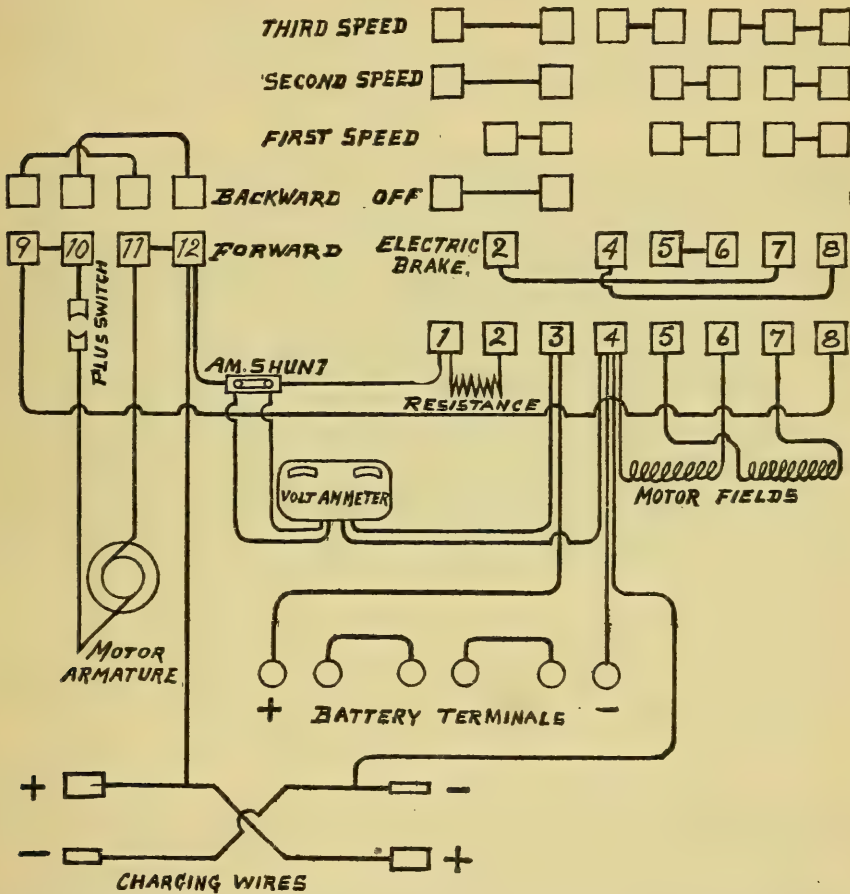 THIRD SPEED
SECOND SPEED
FIRST SPEED
BACKWARD OFF
9 10 11 12 FORWARD ELECTRIC BRAKE. 2 4 5 6 7 8
PLUS SWITCH
1 2 3 4 5 6 7 8
AM. SHUNT
RESISTANCE
VOLT AMMETER
MOTOR FIELDS
MOTOR
ARMATURE
+ BATTERY TERMINALS -
+ -
- +
CHARGING WIRES